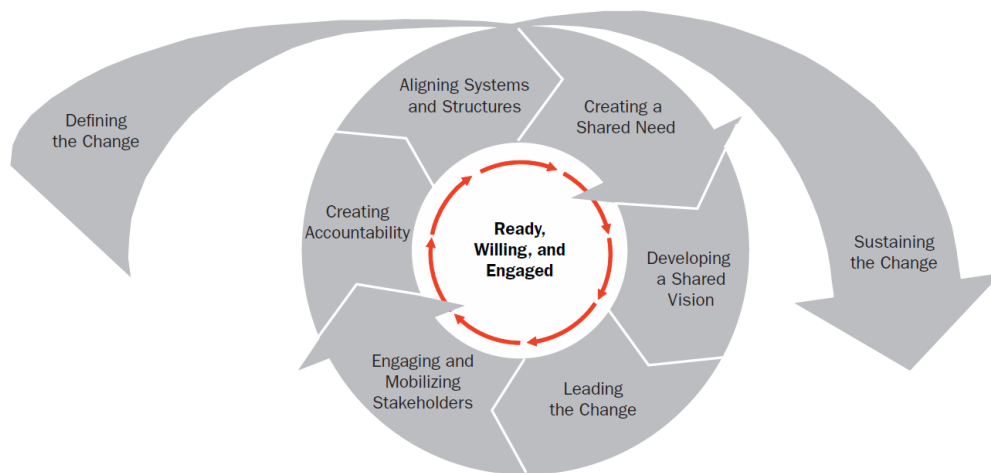 Defining
the Change
Aligning Systems
and Structures
Creating a
Shared Need
Developing
a Shared
Vision
Leading
the Change
Engaging and
Mobilizing
Stakeholders
Creating
Accountability
Ready,
Willing, and
Engaged
Sustaining
the Change